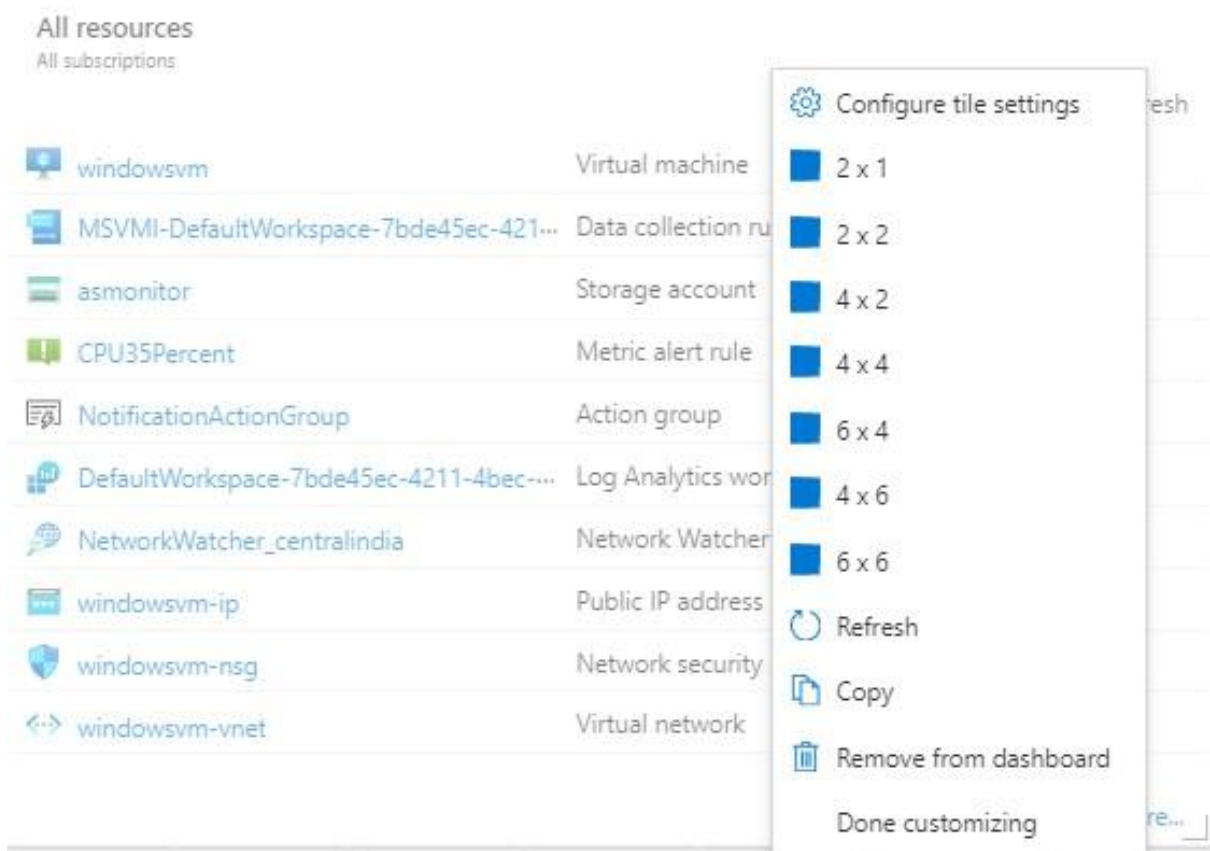 All resources
All subscriptions
Configure tile settings
resh
windowsvm Virtual machine
2 x 1
MSVMI-DefaultWorkspace-7bde45ec-421... Data collection ru
2 x 2
asmonitor Storage account
4 x 2
CPU35Percent Metric alert rule
4 x 4
NotificationActionGroup Action group
6 x 4
DefaultWorkspace-7bde45ec-4211-4bec-... Log Analytics wor
4 x 6
NetworkWatcher_centralindia Network Watcher
6 x 6
windowsvm-ip Public IP address
Refresh
windowsvm-nsg Network security
Copy
windowsvm-vnet Virtual network
Remove from dashboard
Done customizing
re...